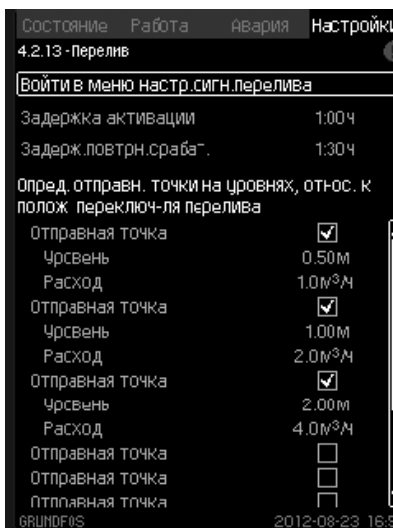 Состояние Работа Авария Настройки
4.2.13 - Перелив
Войти в меню настр.сигн.перелива
Задержка активации 1:00ч
Задерж.повтрн.срабат. 1:30ч
Опред. отправн. точки на уровнях, относ. к
полож переключ-ля перелива
Отправная точка
Уровень 0.50м
Расход 1.0м³/ч
Отправная точка
Уровень 1.00м
Расход 2.0м³/ч
Отправная точка
Уровень 2.00м
Расход 4.0м³/ч
Отправная точка
Отправная точка
Отправная точка
GRUNDFOS 2012-08-23